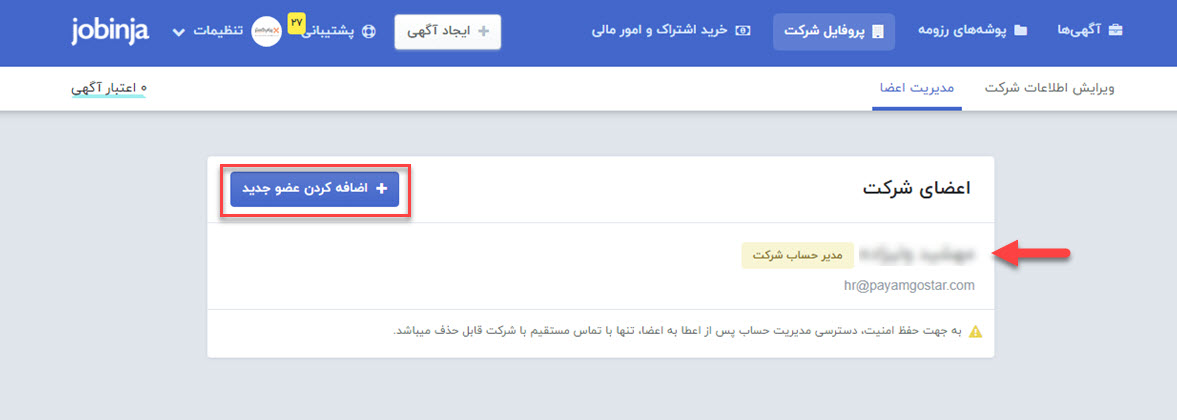 آگهی‌ها
پوشه‌های رزومه
پروفایل شرکت
خرید اشتراک و امور مالی
ایجاد آگهی
پشتیبانی
۲۷
تنظیمات
jobinja
ویرایش اطلاعات شرکت
مدیریت اعضا
۰ اعتبار آگهی
اعضای شرکت
اضافه کردن عضو جدید
مدیر حساب شرکت
hr@payamgostar.com
به جهت حفظ امنیت، دسترسی مدیریت حساب پس از اعطا به اعضا، تنها با تماس مستقیم با شرکت قابل حذف میباشد.